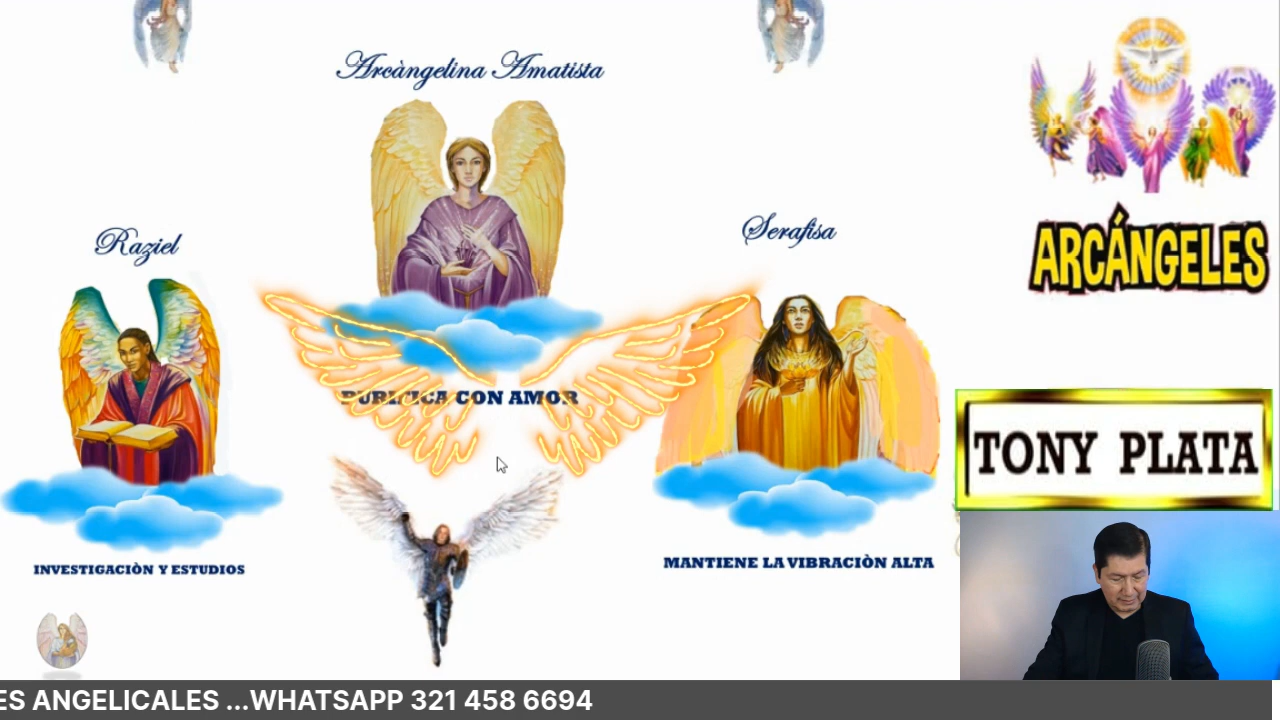 Arcàngelina Amatista
Raziel
Serafisa
ARCÁNGELES
PURIFICA CON AMOR
TONY PLATA
INVESTIGACIÒN Y ESTUDIOS
MANTIENE LA VIBRACIÒN ALTA
ES ANGELICALES ...WHATSAPP 321 458 6694